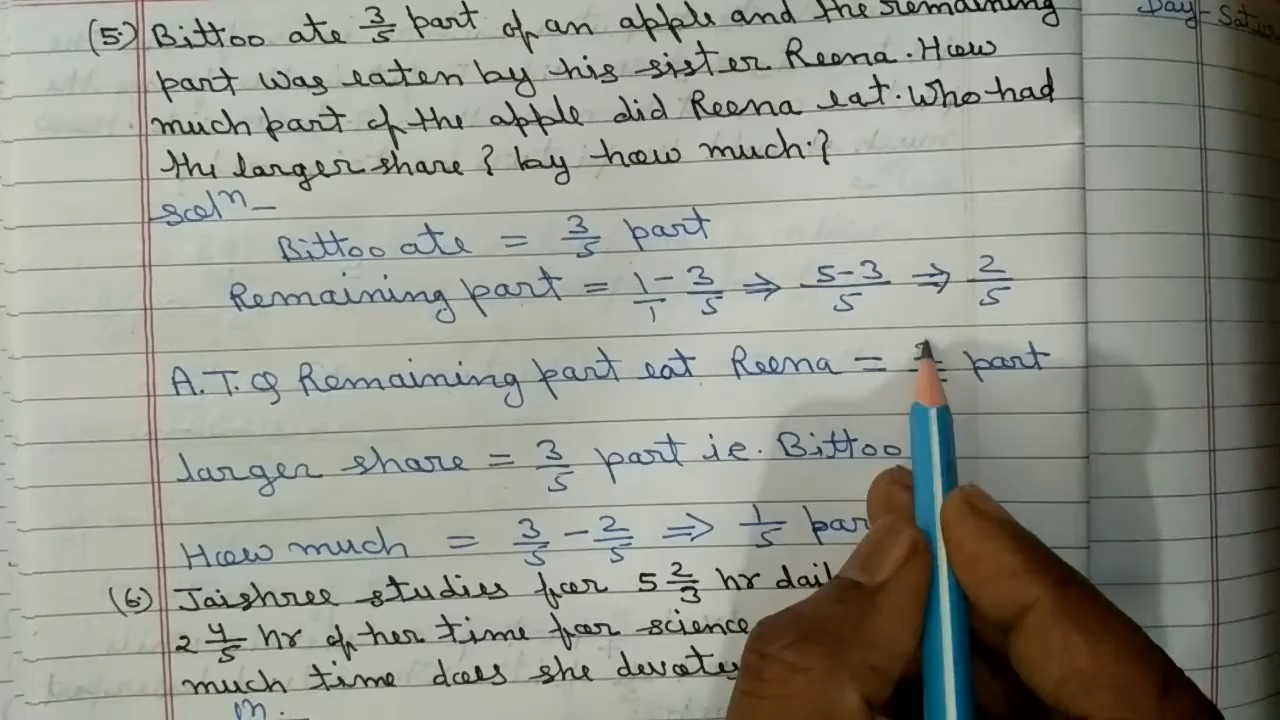 (5) Bittoo ate 3/5 part of an apple and the remaining
part was eaten by his sister Reena. How
much part of the apple did Reena eat. Who had
the larger share? by how much?
Soln –
Bittoo ate = 3/5 part
Remaining part = 1/1 - 3/5 ⇒ 5-3/5 ⇒ 2/5
A.T.Q Remaining part eat Reena = part
larger share = 3/5 part ie. Bittoo
How much = 3/5 - 2/5 ⇒ 1/5
(6) Jaishree studies for 5 2/3 hr
2 4/5 hr of her time for science
much time does she
Day -